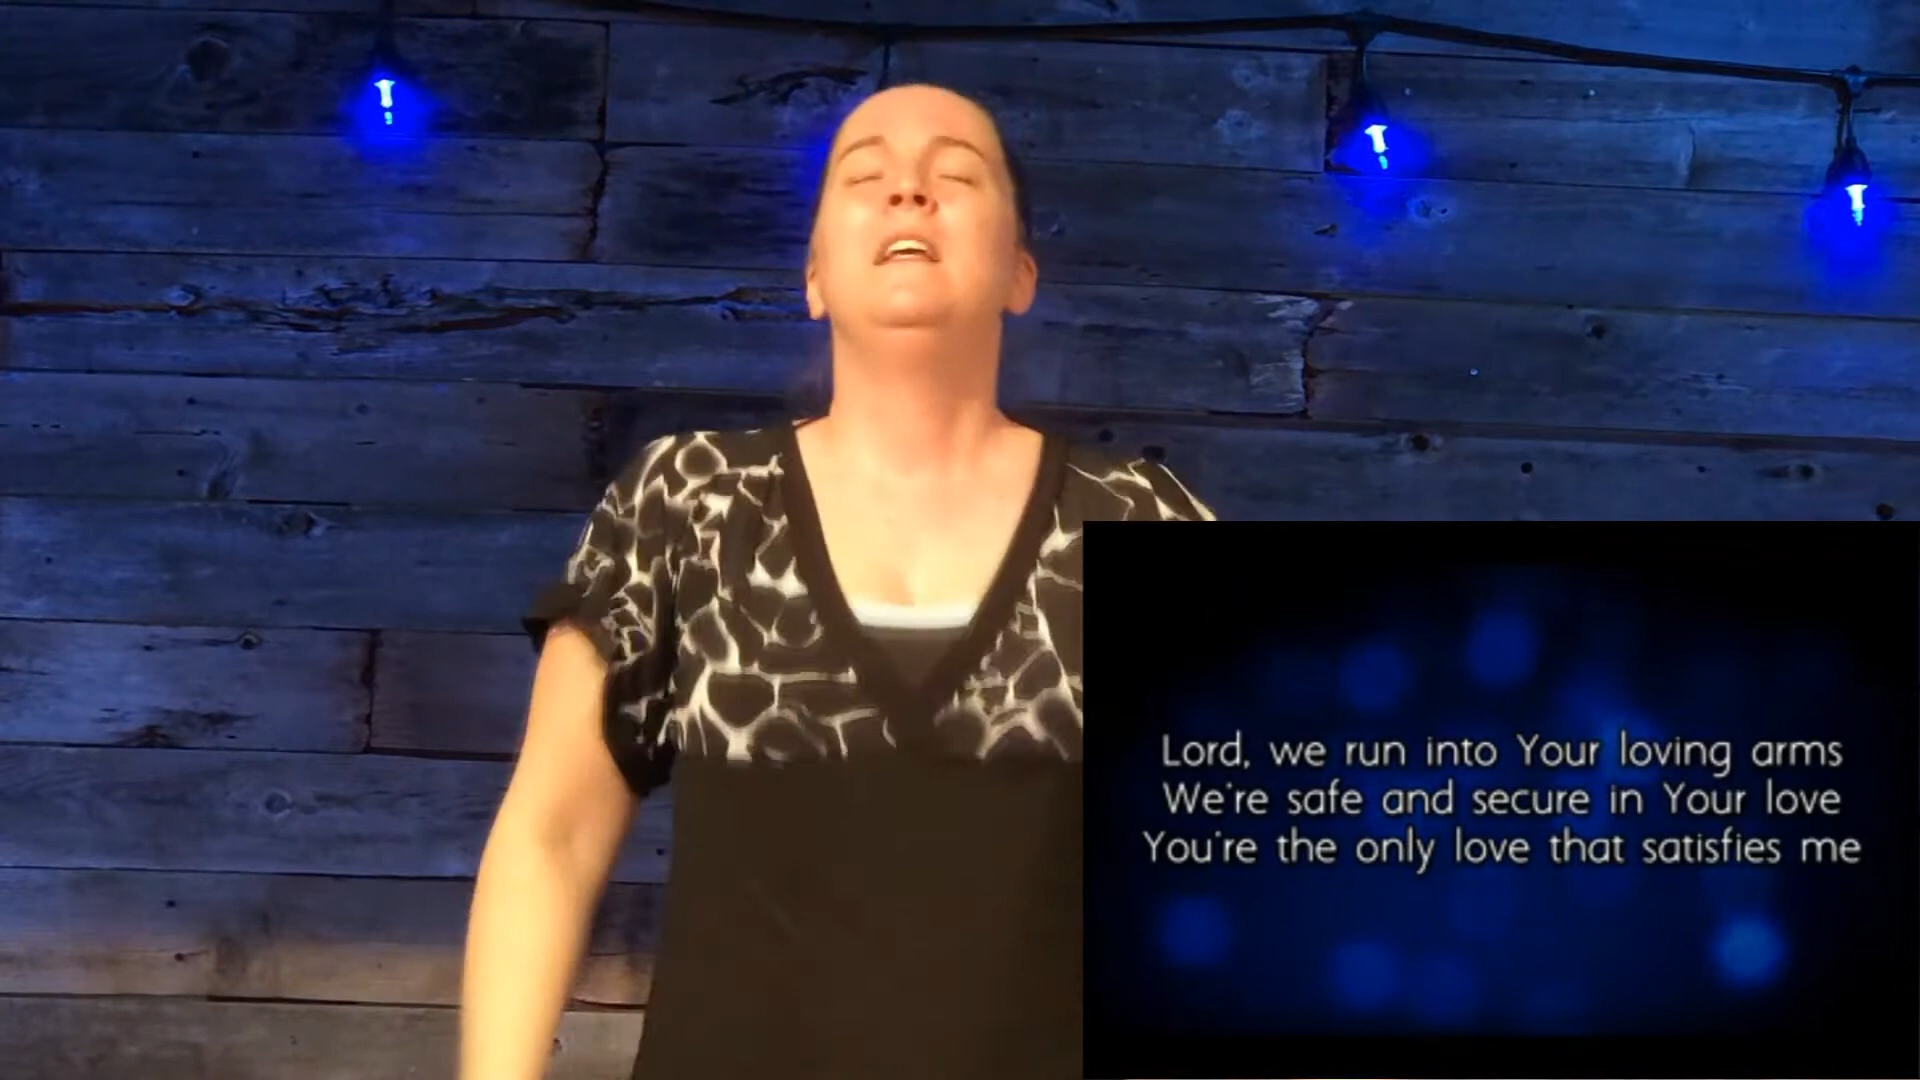 Lord, we run into Your loving arms
We're safe and secure in Your love
You're the only love that satisfies me